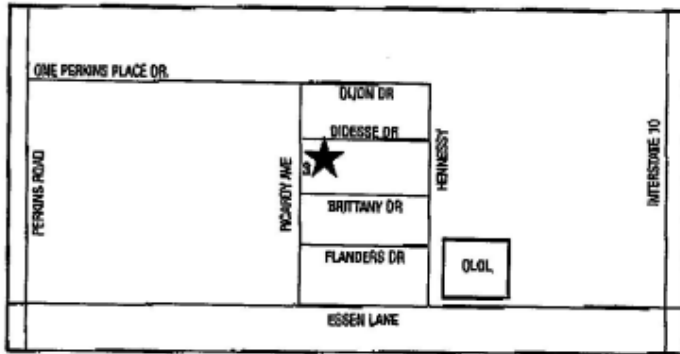 ONE PERKINS PLACE DR.
DIJON DR
DIDESSE DR
HENNESSY
INTERSTATE 10
PERKINS ROAD
PICARDY AVE
BRITTANY DR
FLANDERS DR
OLOL
ESSEN LANE